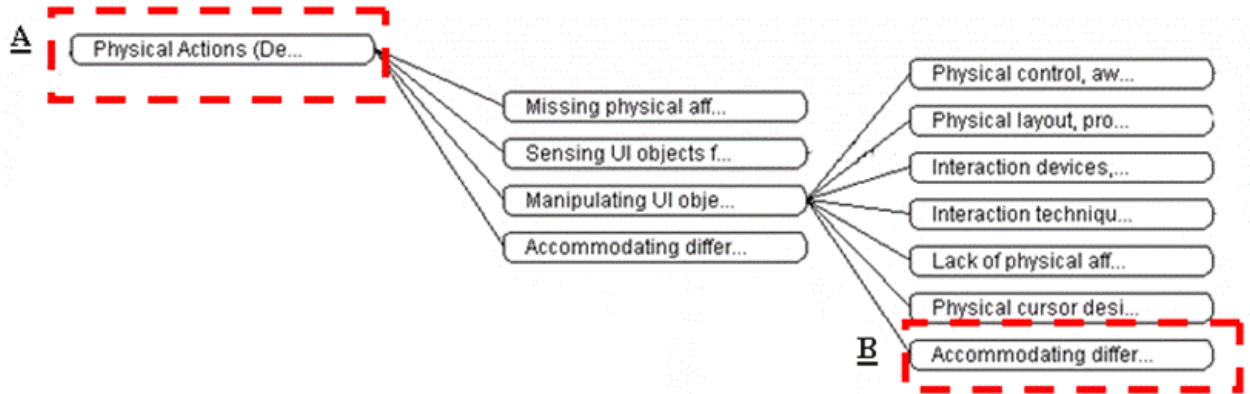 A
Physical Actions (De...
Missing physical aff...
Sensing UI objects f...
Manipulating UI obje...
Accommodating differ...
Physical control, aw...
Physical layout, pro...
Interaction devices,...
Interaction techniqu...
Lack of physical aff...
Physical cursor desi...
B
Accommodating differ...